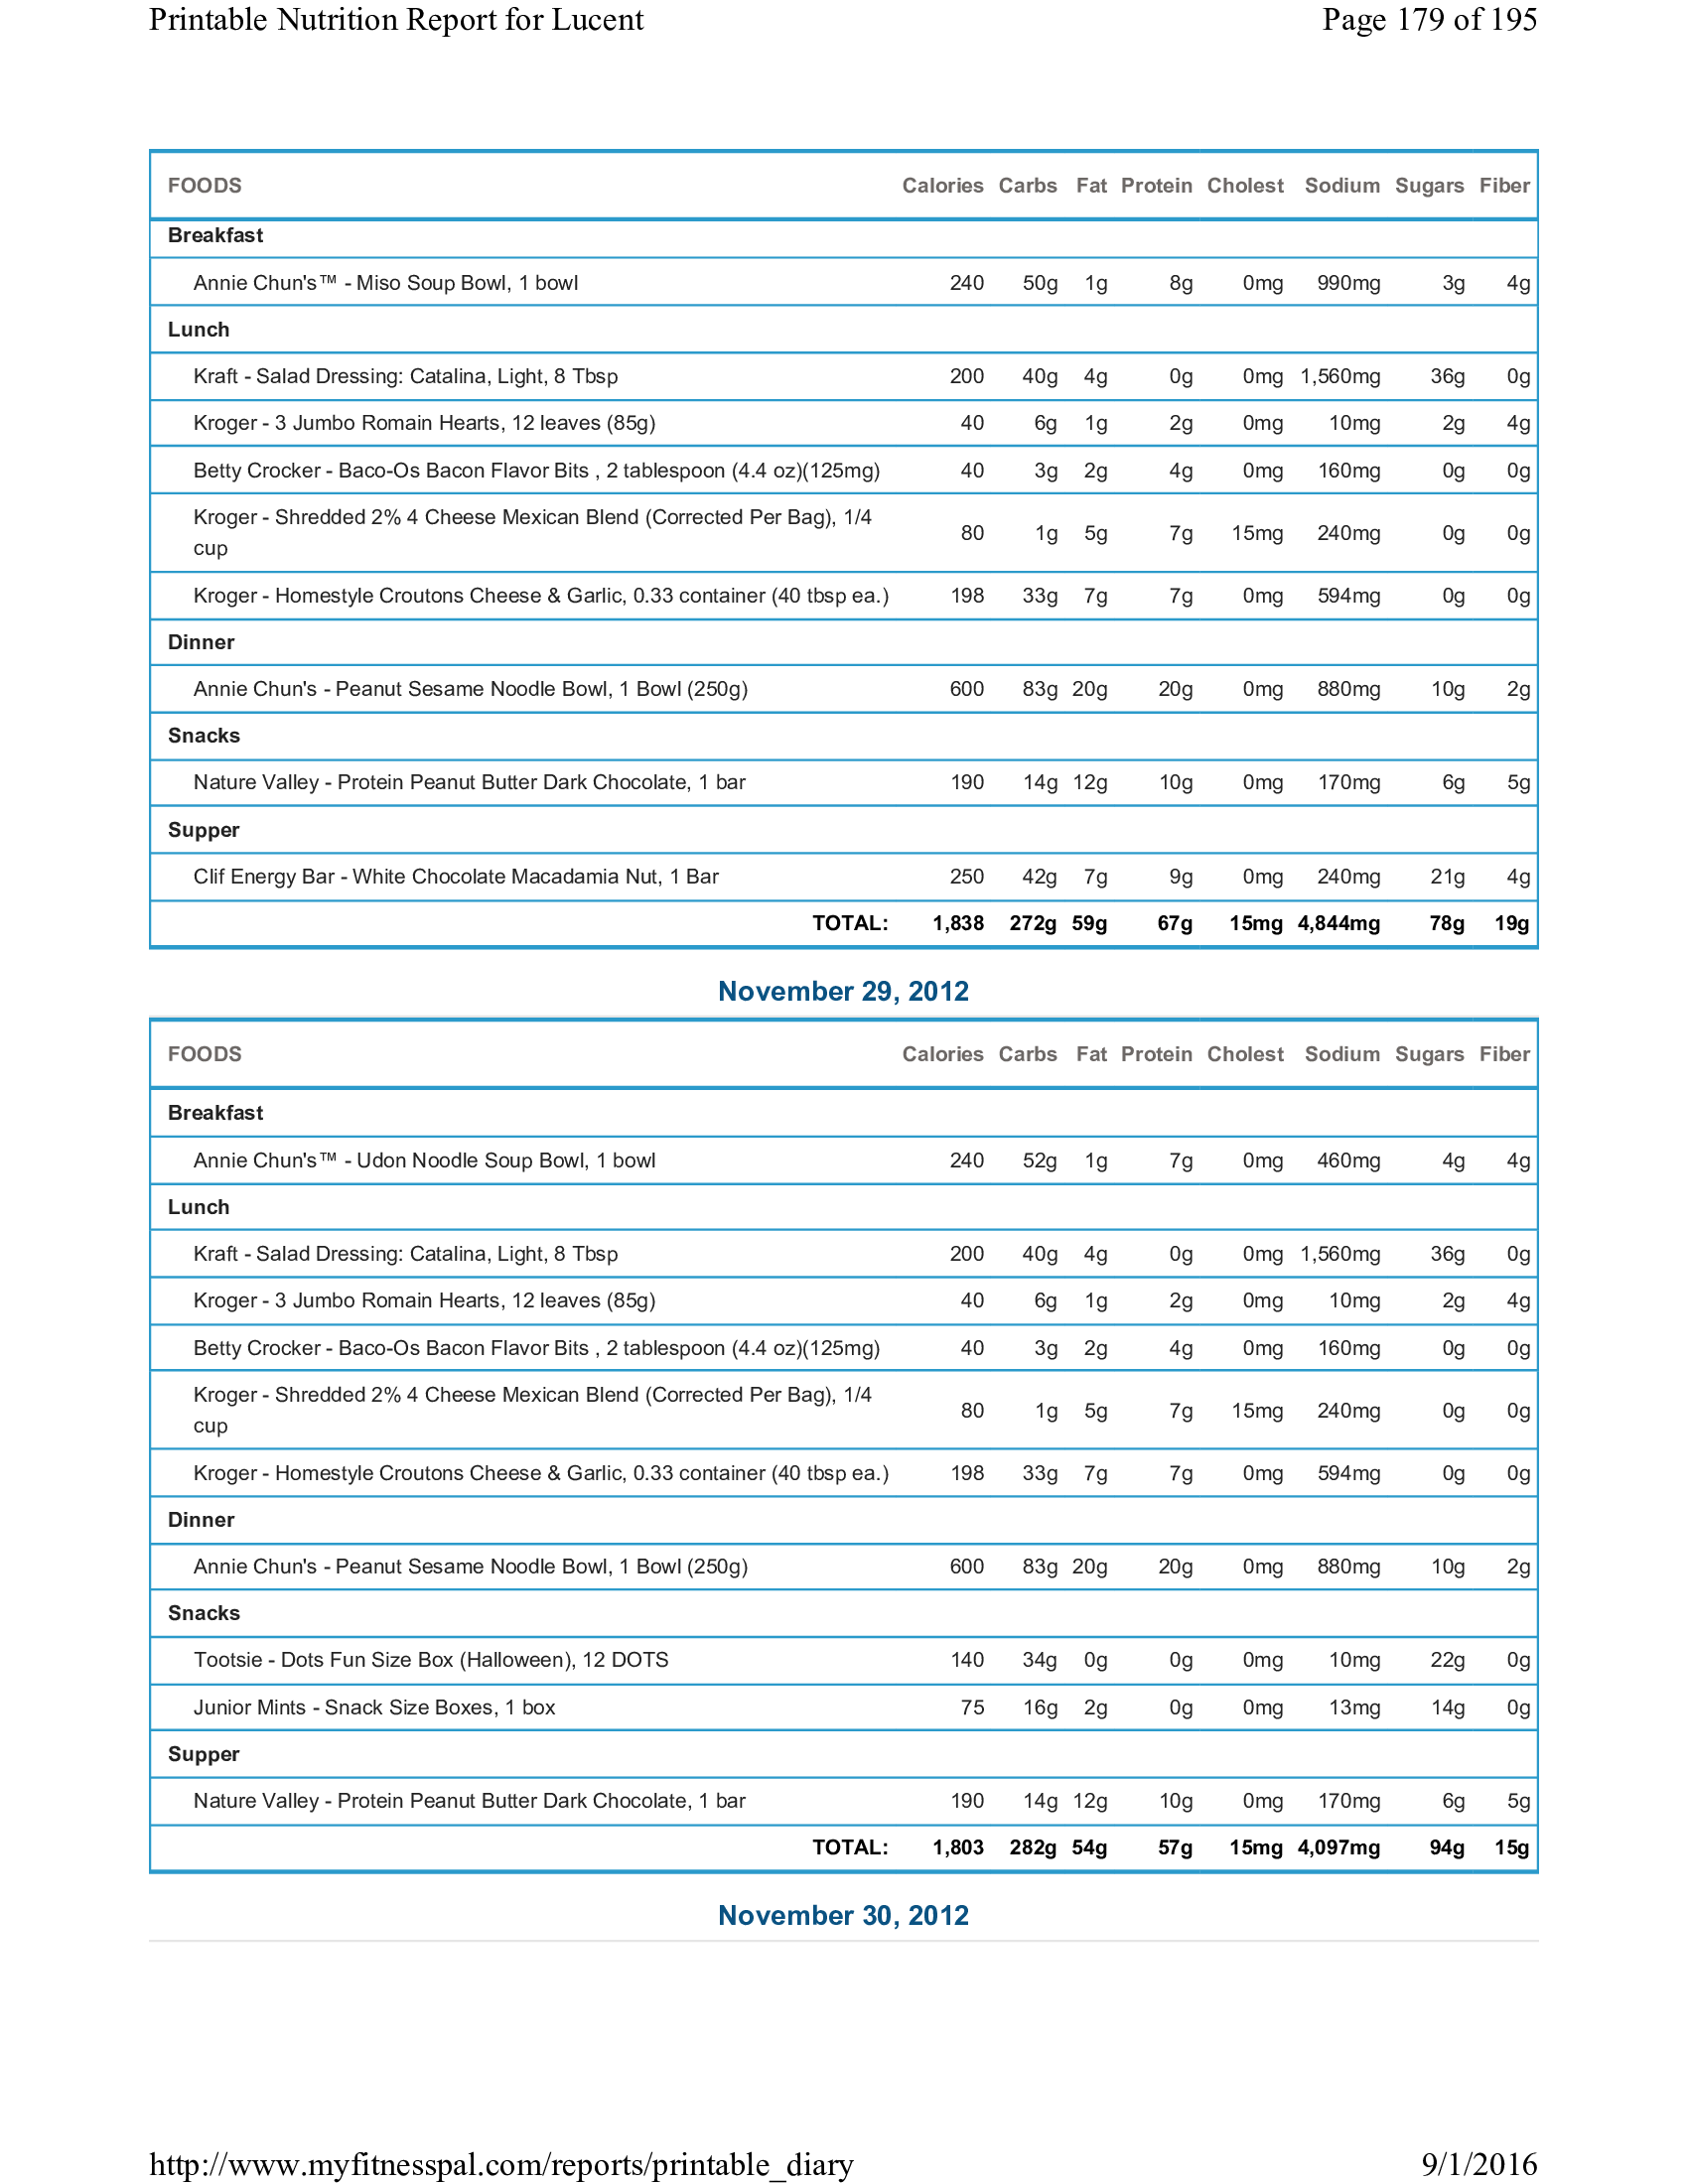 Printable Nutrition Report for Lucent Page 179 of 195
FOODS Calories Carbs Fat Protein Cholest Sodium Sugars Fiber
Breakfast
Annie Chun's™ - Miso Soup Bowl, 1 bowl 240 50g 1g 8g 0mg 990mg 3g 4g
Lunch
Kraft - Salad Dressing: Catalina, Light, 8 Tbsp 200 40g 4g 0g 0mg 1,560mg 36g 0g
Kroger - 3 Jumbo Romain Hearts, 12 leaves (85g) 40 6g 1g 2g 0mg 10mg 2g 4g
Betty Crocker - Baco-Os Bacon Flavor Bits , 2 tablespoon (4.4 oz)(125mg) 40 3g 2g 4g 0mg 160mg 0g 0g
Kroger - Shredded 2% 4 Cheese Mexican Blend (Corrected Per Bag), 1/4
cup 80 1g 5g 7g 15mg 240mg 0g 0g
Kroger - Homestyle Croutons Cheese & Garlic, 0.33 container (40 tbsp ea.) 198 33g 7g 7g 0mg 594mg 0g 0g
Dinner
Annie Chun's - Peanut Sesame Noodle Bowl, 1 Bowl (250g) 600 83g 20g 20g 0mg 880mg 10g 2g
Snacks
Nature Valley - Protein Peanut Butter Dark Chocolate, 1 bar 190 14g 12g 10g 0mg 170mg 6g 5g
Supper
Clif Energy Bar - White Chocolate Macadamia Nut, 1 Bar 250 42g 7g 9g 0mg 240mg 21g 4g
TOTAL: 1,838 272g 59g 67g 15mg 4,844mg 78g 19g
November 29, 2012
FOODS Calories Carbs Fat Protein Cholest Sodium Sugars Fiber
Breakfast
Annie Chun's™ - Udon Noodle Soup Bowl, 1 bowl 240 52g 1g 7g 0mg 460mg 4g 4g
Lunch
Kraft - Salad Dressing: Catalina, Light, 8 Tbsp 200 40g 4g 0g 0mg 1,560mg 36g 0g
Kroger - 3 Jumbo Romain Hearts, 12 leaves (85g) 40 6g 1g 2g 0mg 10mg 2g 4g
Betty Crocker - Baco-Os Bacon Flavor Bits , 2 tablespoon (4.4 oz)(125mg) 40 3g 2g 4g 0mg 160mg 0g 0g
Kroger - Shredded 2% 4 Cheese Mexican Blend (Corrected Per Bag), 1/4
cup 80 1g 5g 7g 15mg 240mg 0g 0g
Kroger - Homestyle Croutons Cheese & Garlic, 0.33 container (40 tbsp ea.) 198 33g 7g 7g 0mg 594mg 0g 0g
Dinner
Annie Chun's - Peanut Sesame Noodle Bowl, 1 Bowl (250g) 600 83g 20g 20g 0mg 880mg 10g 2g
Snacks
Tootsie - Dots Fun Size Box (Halloween), 12 DOTS 140 34g 0g 0g 0mg 10mg 22g 0g
Junior Mints - Snack Size Boxes, 1 box 75 16g 2g 0g 0mg 13mg 14g 0g
Supper
Nature Valley - Protein Peanut Butter Dark Chocolate, 1 bar 190 14g 12g 10g 0mg 170mg 6g 5g
TOTAL: 1,803 282g 54g 57g 15mg 4,097mg 94g 15g
November 30, 2012
http://www.myfitnesspal.com/reports/printable_diary 9/1/2016